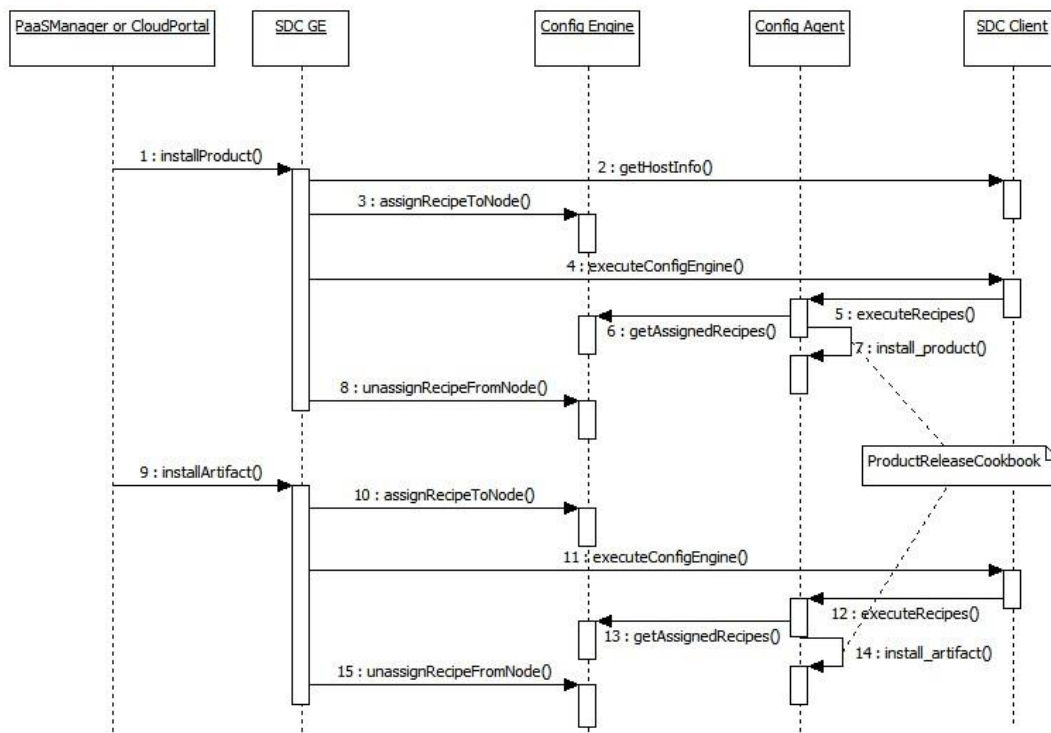 PaaSManager or CloudPortal
SDC GE
Config Engine
Config Agent
SDC Client
1 : installProduct()
2 : getHostInfo()
3 : assignRecipeToNode()
4 : executeConfigEngine()
5 : executeRecipes()
6 : getAssignedRecipes()
7 : install_product()
8 : unassignRecipeFromNode()
ProductReleaseCookbook
9 : installArtifact()
10 : assignRecipeToNode()
11 : executeConfigEngine()
12 : executeRecipes()
13 : getAssignedRecipes()
14 : install_artifact()
15 : unassignRecipeFromNode()